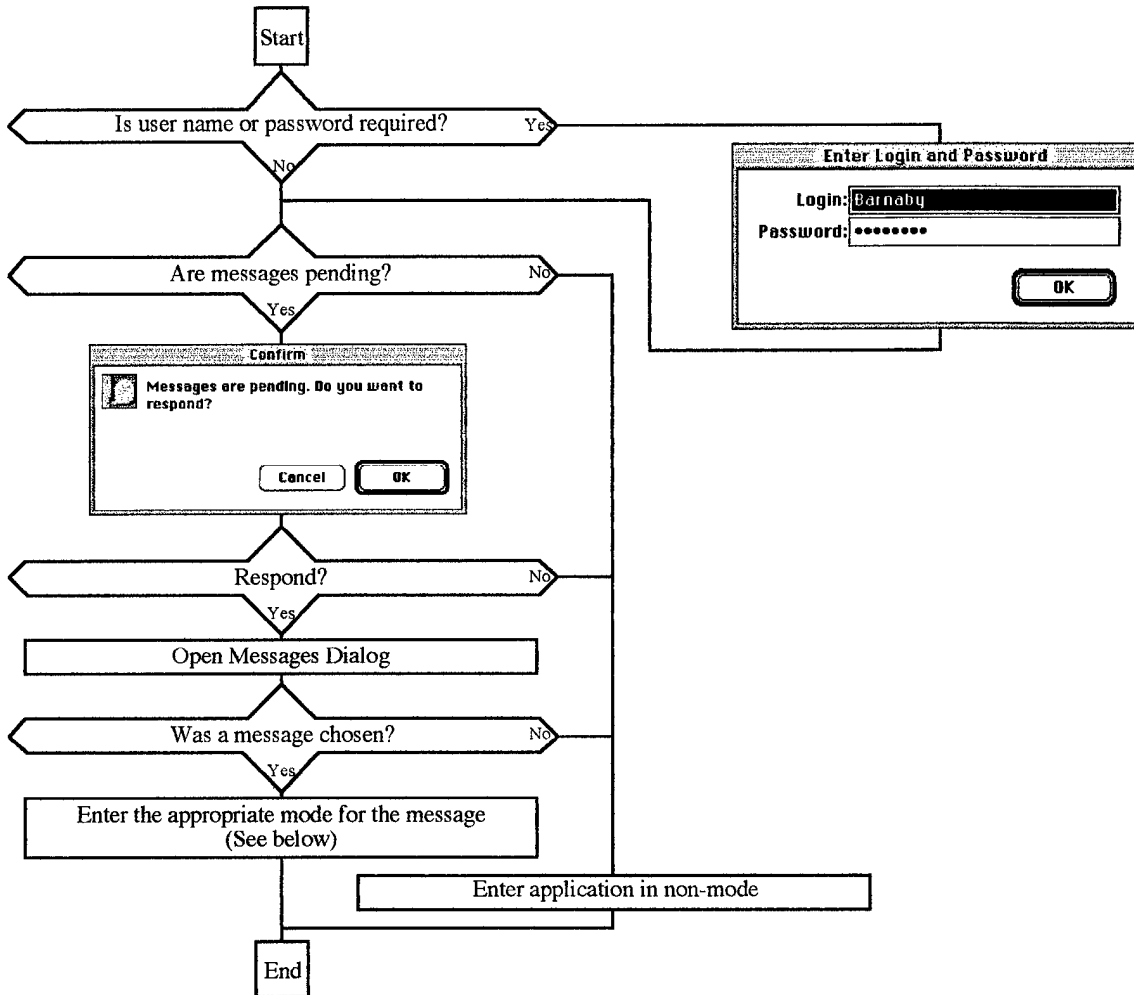 Start
Is user name or password required?
Yes
No
Enter Login and Password
Login: Barnaby
Password: ••••••••
OK
Are messages pending?
No
Yes
Confirm
Messages are pending. Do you want to
respond?
Cancel
OK
Respond?
No
Yes
Open Messages Dialog
Was a message chosen?
No
Yes
Enter the appropriate mode for the message
(See below)
Enter application in non-mode
End